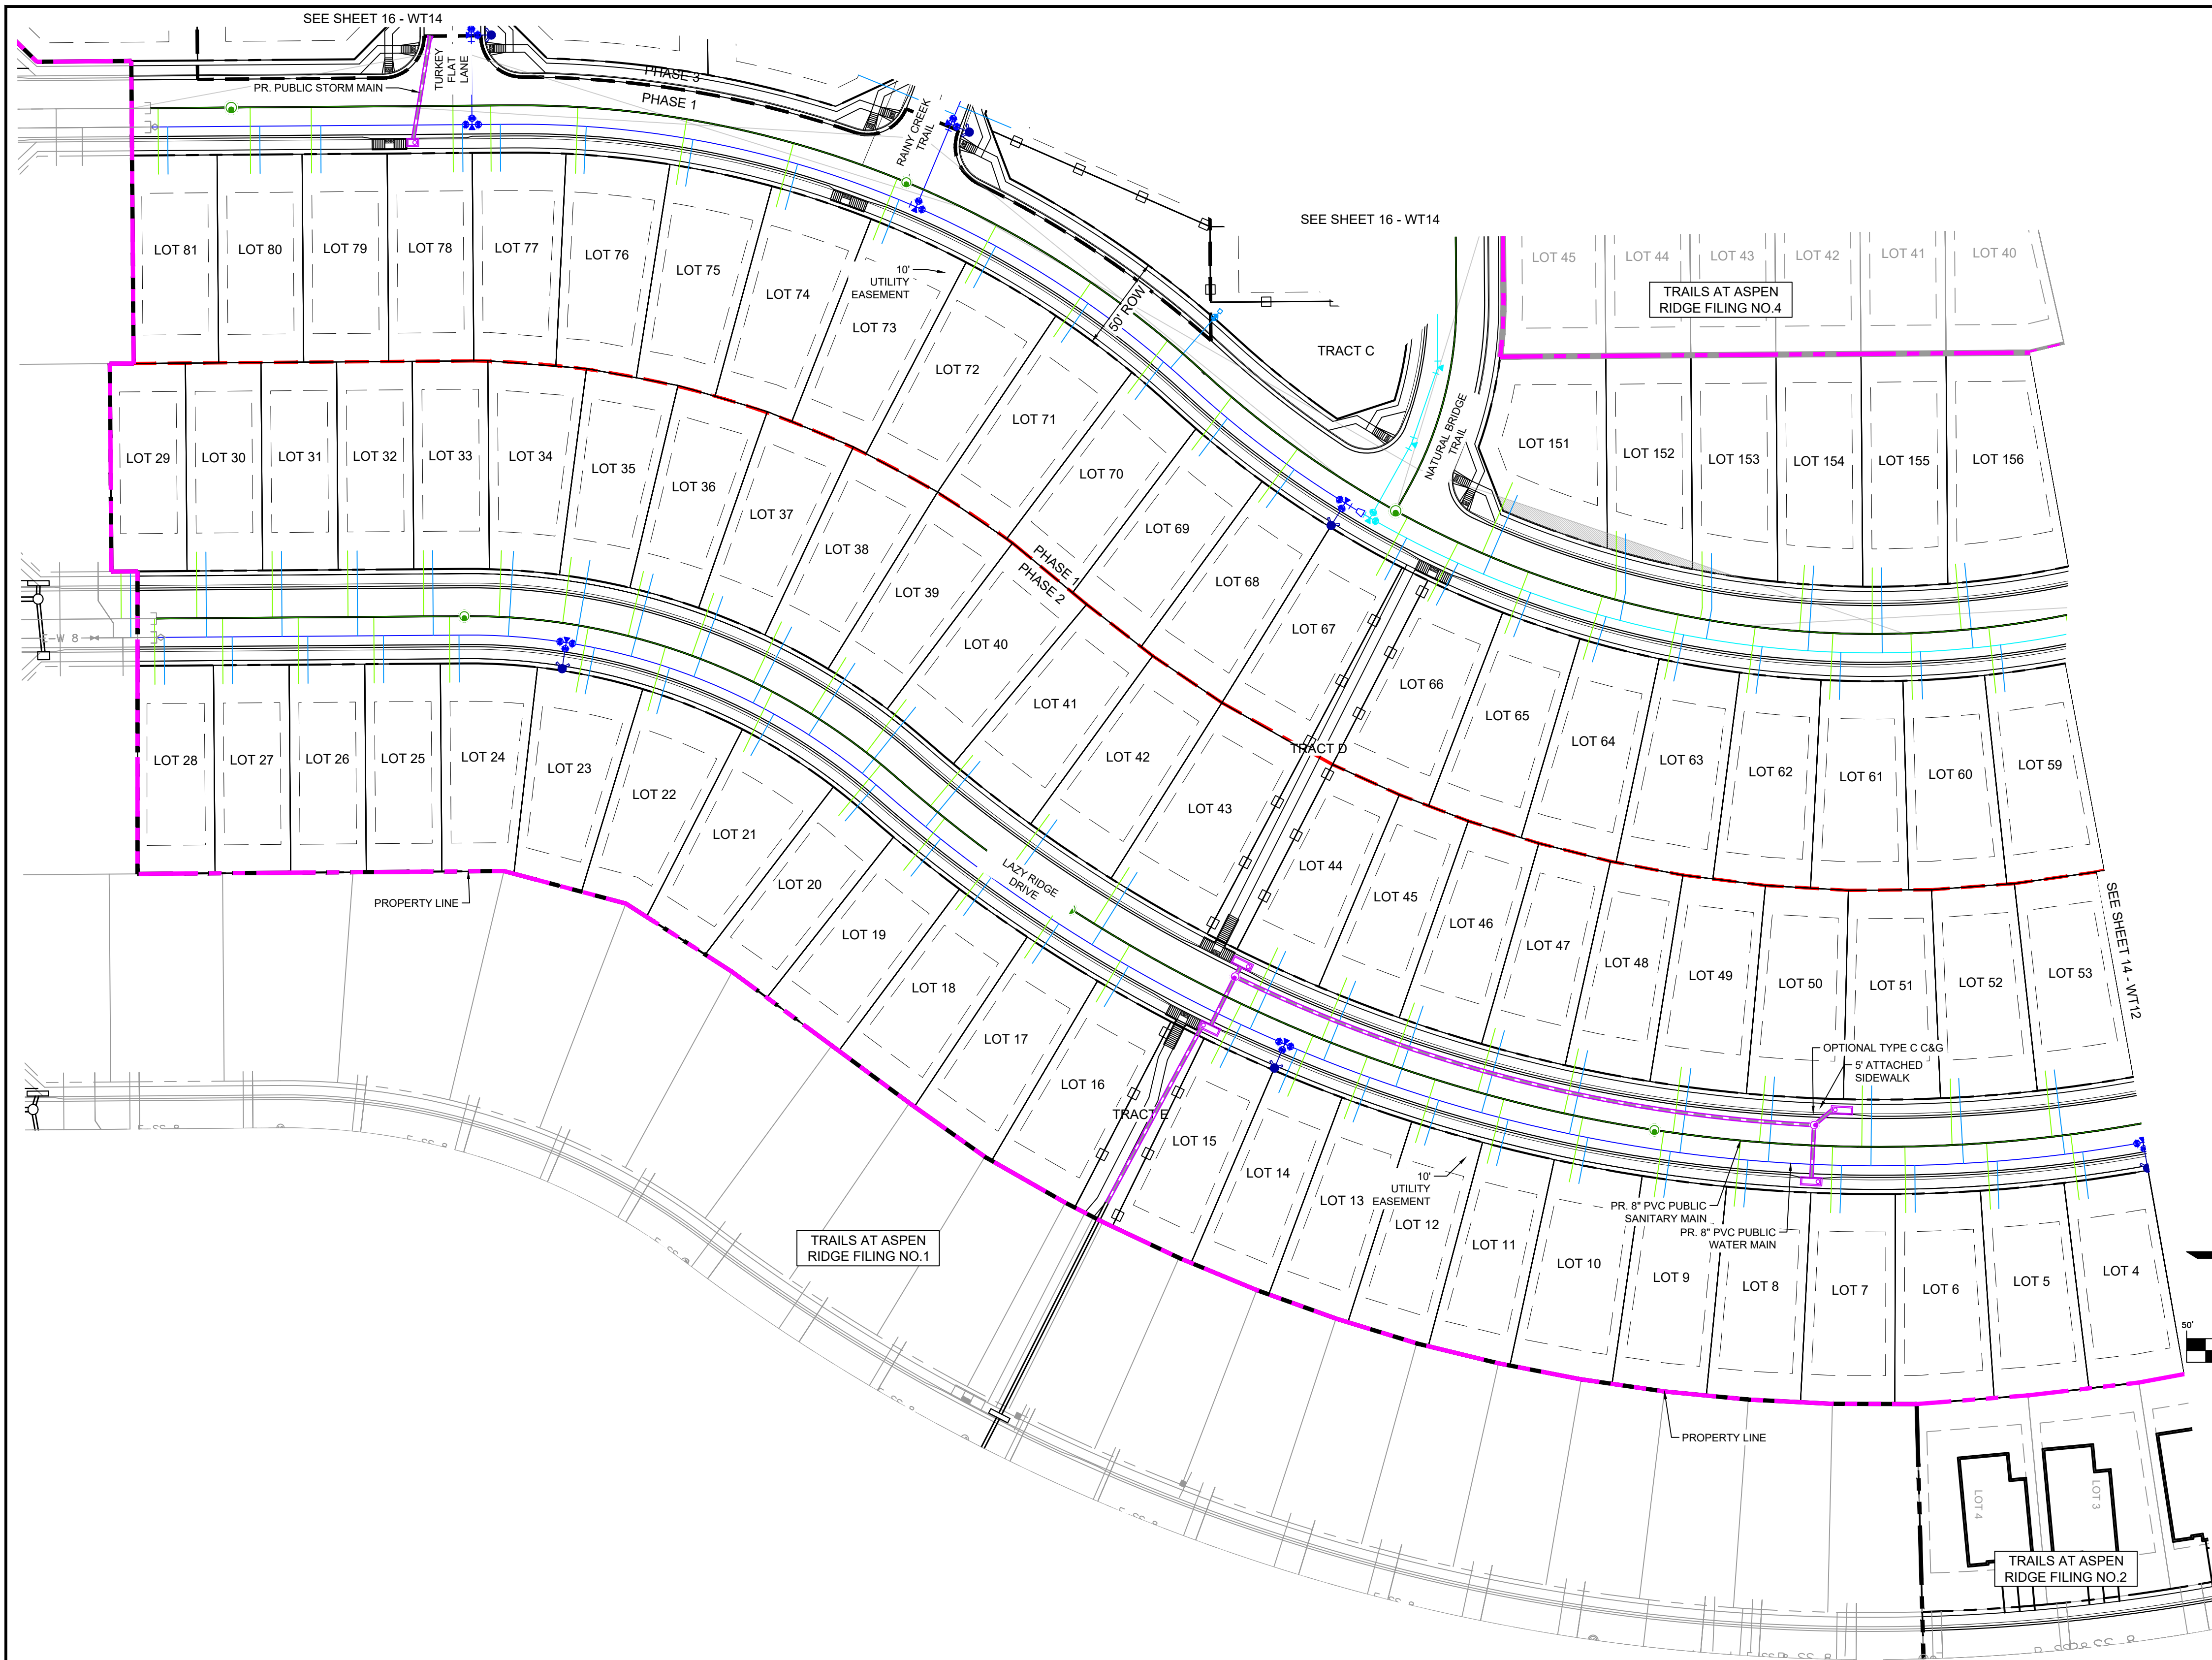 SEE SHEET 16 - WT14
TURKEY
FLAT
LANE
PR. PUBLIC STORM MAIN
PHASE 3
PHASE 1
RAINY CREEK
TRAIL
SEE SHEET 16 - WT14
50' ROW
TRACT C
NATURAL BRIDGE
TRAIL
LOT 45
LOT 44
LOT 43
LOT 42
LOT 41
LOT 40
TRAILS AT ASPEN
RIDGE FILING NO.4
LOT 81
LOT 80
LOT 79
LOT 78
LOT 77
LOT 76
LOT 75
LOT 74
10'
UTILITY
EASEMENT
LOT 73
LOT 72
LOT 71
LOT 70
LOT 69
LOT 68
LOT 67
LOT 66
LOT 65
LOT 64
LOT 63
LOT 62
LOT 61
LOT 60
LOT 59
LOT 151
LOT 152
LOT 153
LOT 154
LOT 155
LOT 156
LOT 29
LOT 30
LOT 31
LOT 32
LOT 33
LOT 34
LOT 35
LOT 36
LOT 37
LOT 38
LOT 39
LOT 40
LOT 41
LOT 42
LOT 43
PHASE 1
PHASE 2
TRACT D
LOT 44
LOT 45
LOT 46
LOT 47
LOT 48
LOT 49
LOT 50
LOT 51
LOT 52
LOT 53
SEE SHEET 14 - WT12
E-W 8
LOT 28
LOT 27
LOT 26
LOT 25
LOT 24
LOT 23
LOT 22
LOT 21
LOT 20
LOT 19
LOT 18
LOT 17
LOT 16
LAZY RIDGE
DRIVE
PROPERTY LINE
TRACT E
LOT 15
LOT 14
LOT 13
LOT 12
10'
UTILITY
EASEMENT
LOT 11
LOT 10
LOT 9
LOT 8
LOT 7
LOT 6
LOT 5
LOT 4
OPTIONAL TYPE C C&G
5' ATTACHED
SIDEWALK
PR. 8" PVC PUBLIC
SANITARY MAIN
PR. 8" PVC PUBLIC
WATER MAIN
TRAILS AT ASPEN
RIDGE FILING NO.1
PROPERTY LINE
50'
LOT 4
LOT 3
TRAILS AT ASPEN
RIDGE FILING NO.2